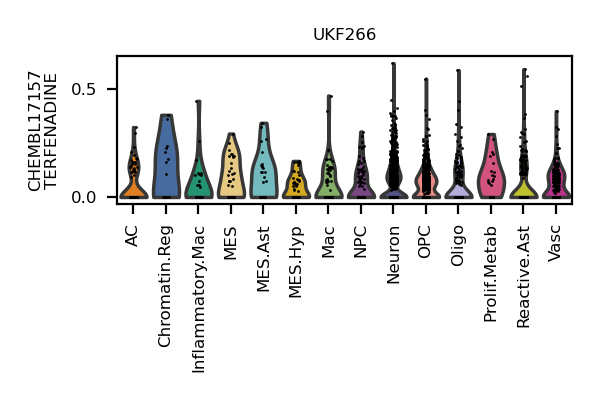 UKF266
CHEMBL17157
TERFENADINE
0.5
0.0
AC
Chromatin.Reg
Inflammatory.Mac
MES
MES.Ast
MES.Hyp
Mac
NPC
Neuron
OPC
Oligo
Prolif.Metab
Reactive.Ast
Vasc